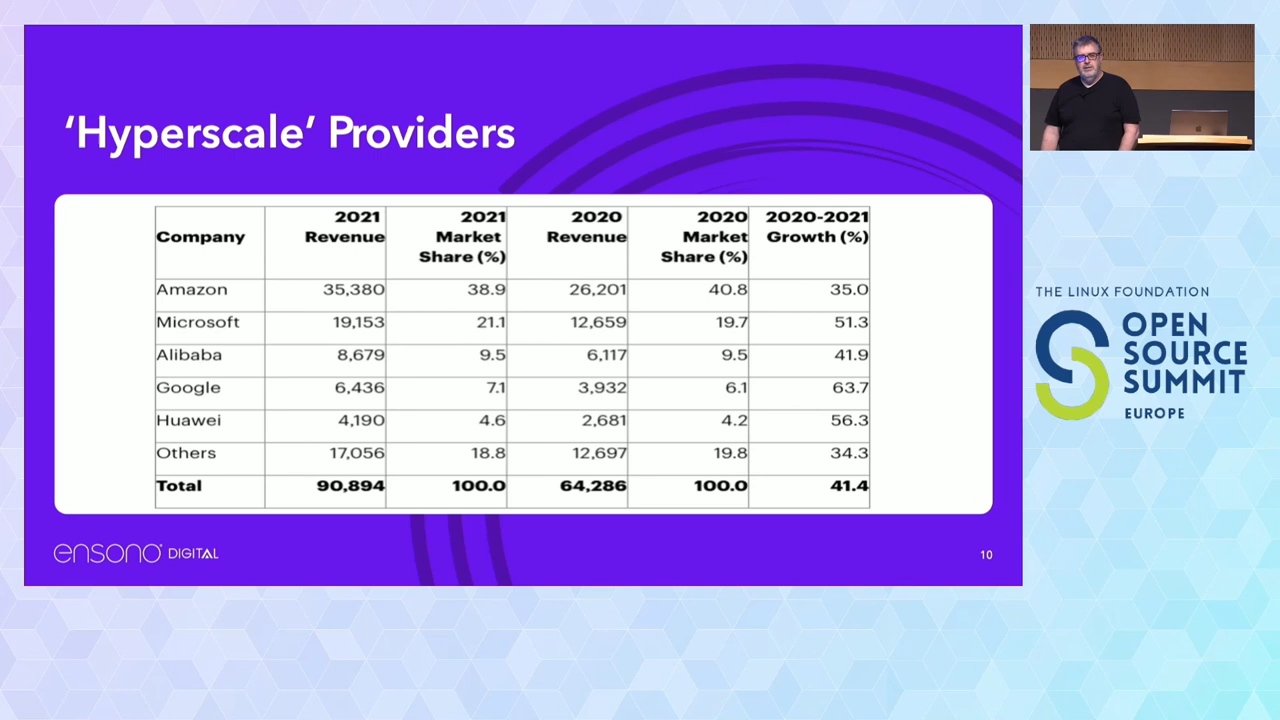 ‘Hyperscale’ Providers
Company 2021 Revenue 2021 Market Share (%) 2020 Revenue 2020 Market Share (%) 2020-2021 Growth (%)
Amazon 35,380 38.9 26,201 40.8 35.0
Microsoft 19,153 21.1 12,659 19.7 51.3
Alibaba 8,679 9.5 6,117 9.5 41.9
Google 6,436 7.1 3,932 6.1 63.7
Huawei 4,190 4.6 2,681 4.2 56.3
Others 17,056 18.8 12,697 19.8 34.3
Total 90,894 100.0 64,286 100.0 41.4
ensono DIGITAL
10
THE LINUX FOUNDATION
OPEN
SOURCE
SUMMIT
EUROPE